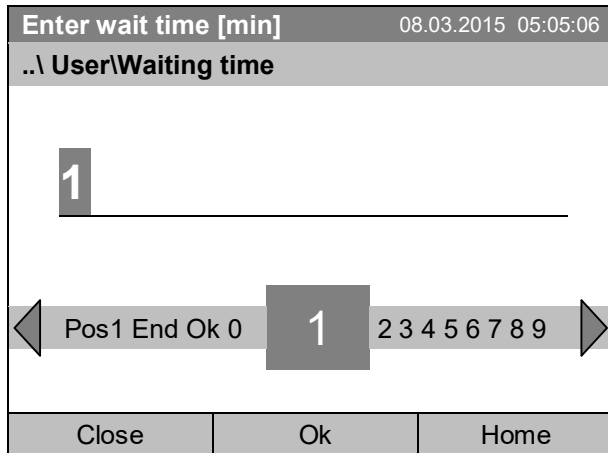 Enter wait time [min] 08.03.2015 05:05:06
..\ User\Waiting time
1
Pos1 End Ok 0 1 2 3 4 5 6 7 8 9
Close Ok Home